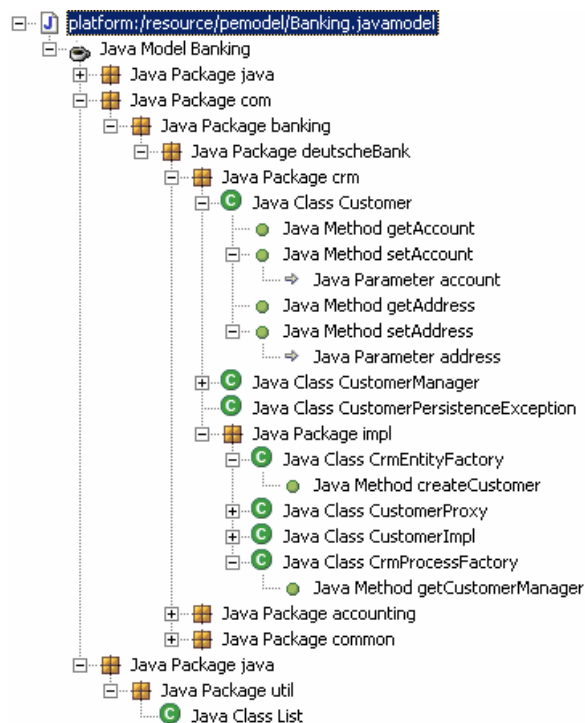 platform:/resource/pemodel/Banking.javamodel
Java Model Banking
Java Package java
Java Package com
Java Package banking
Java Package deutscheBank
Java Package crm
Java Class Customer
Java Method getAccount
Java Method setAccount
Java Parameter account
Java Method getAddress
Java Method setAddress
Java Parameter address
Java Class CustomerManager
Java Class CustomerPersistenceException
Java Package impl
Java Class CrmEntityFactory
Java Method createCustomer
Java Class CustomerProxy
Java Class CustomerImpl
Java Class CrmProcessFactory
Java Method getCustomerManager
Java Package accounting
Java Package common
Java Package java
Java Package util
Java Class List